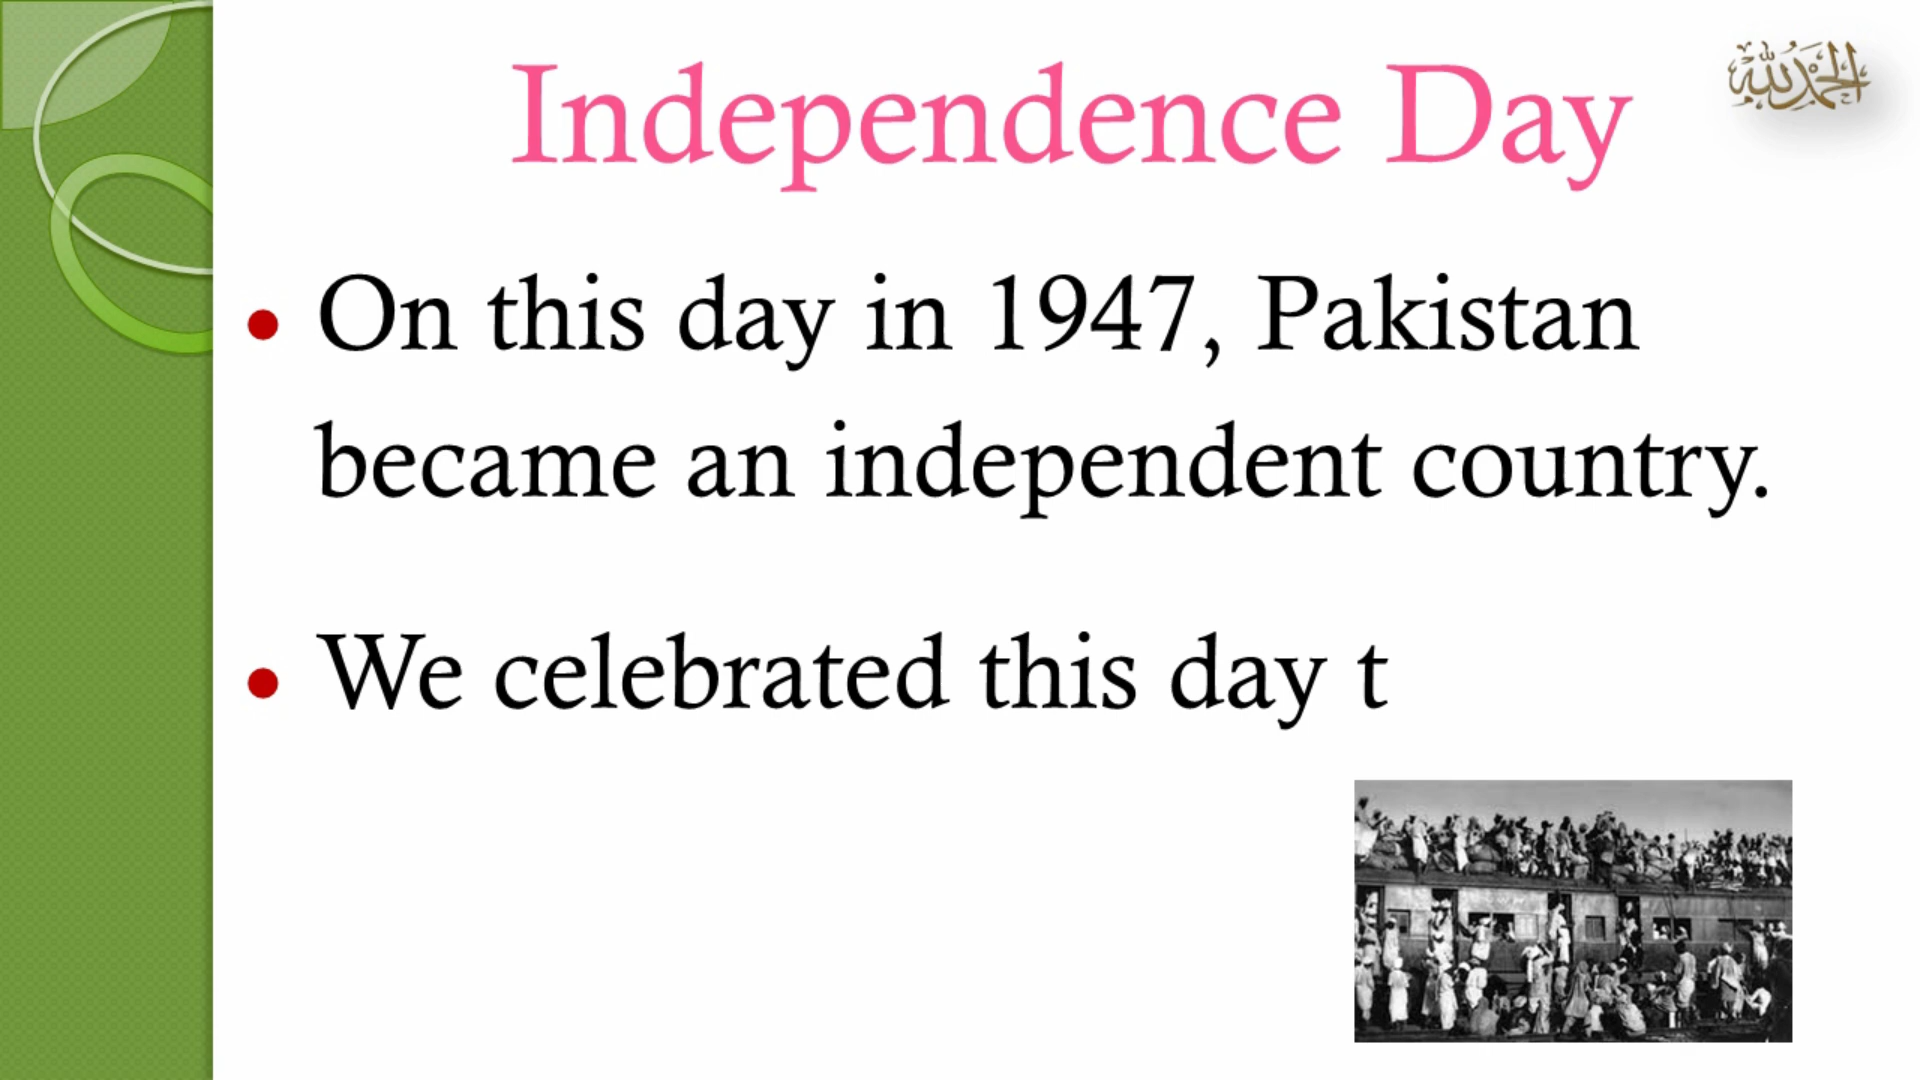 Independence Day
الحمد لله
• On this day in 1947, Pakistan
became an independent country.
• We celebrated this day t